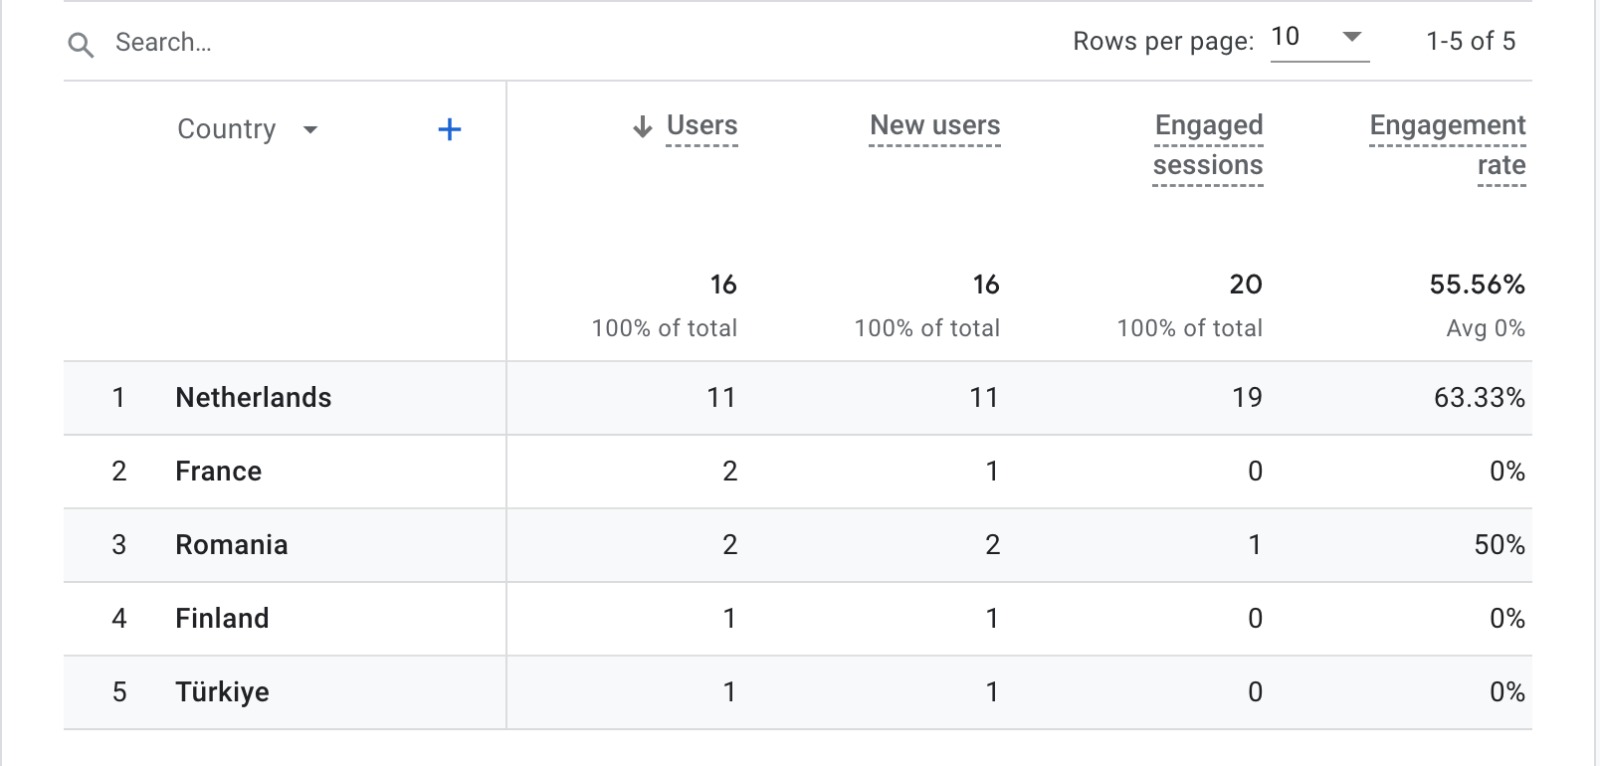 Search... Rows per page: 10 1-5 of 5
Country + Users New users Engaged sessions Engagement rate
16 16 20 55.56%
100% of total 100% of total 100% of total Avg 0%
1 Netherlands 11 11 19 63.33%
2 France 2 1 0 0%
3 Romania 2 2 1 50%
4 Finland 1 1 0 0%
5 Türkiye 1 1 0 0%